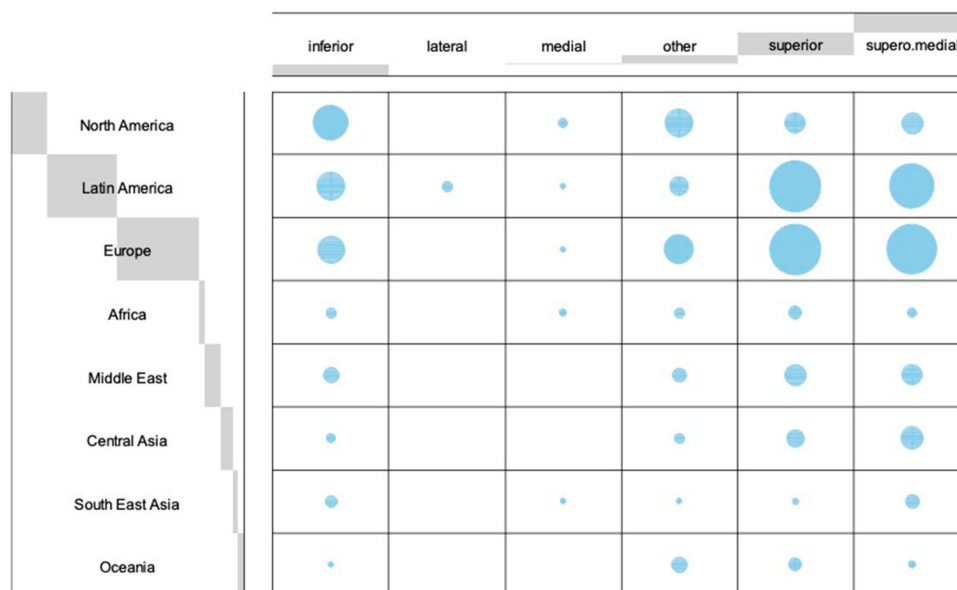 inferior lateral medial other superior supero.medial
North America
Latin America
Europe
Africa
Middle East
Central Asia
South East Asia
Oceania